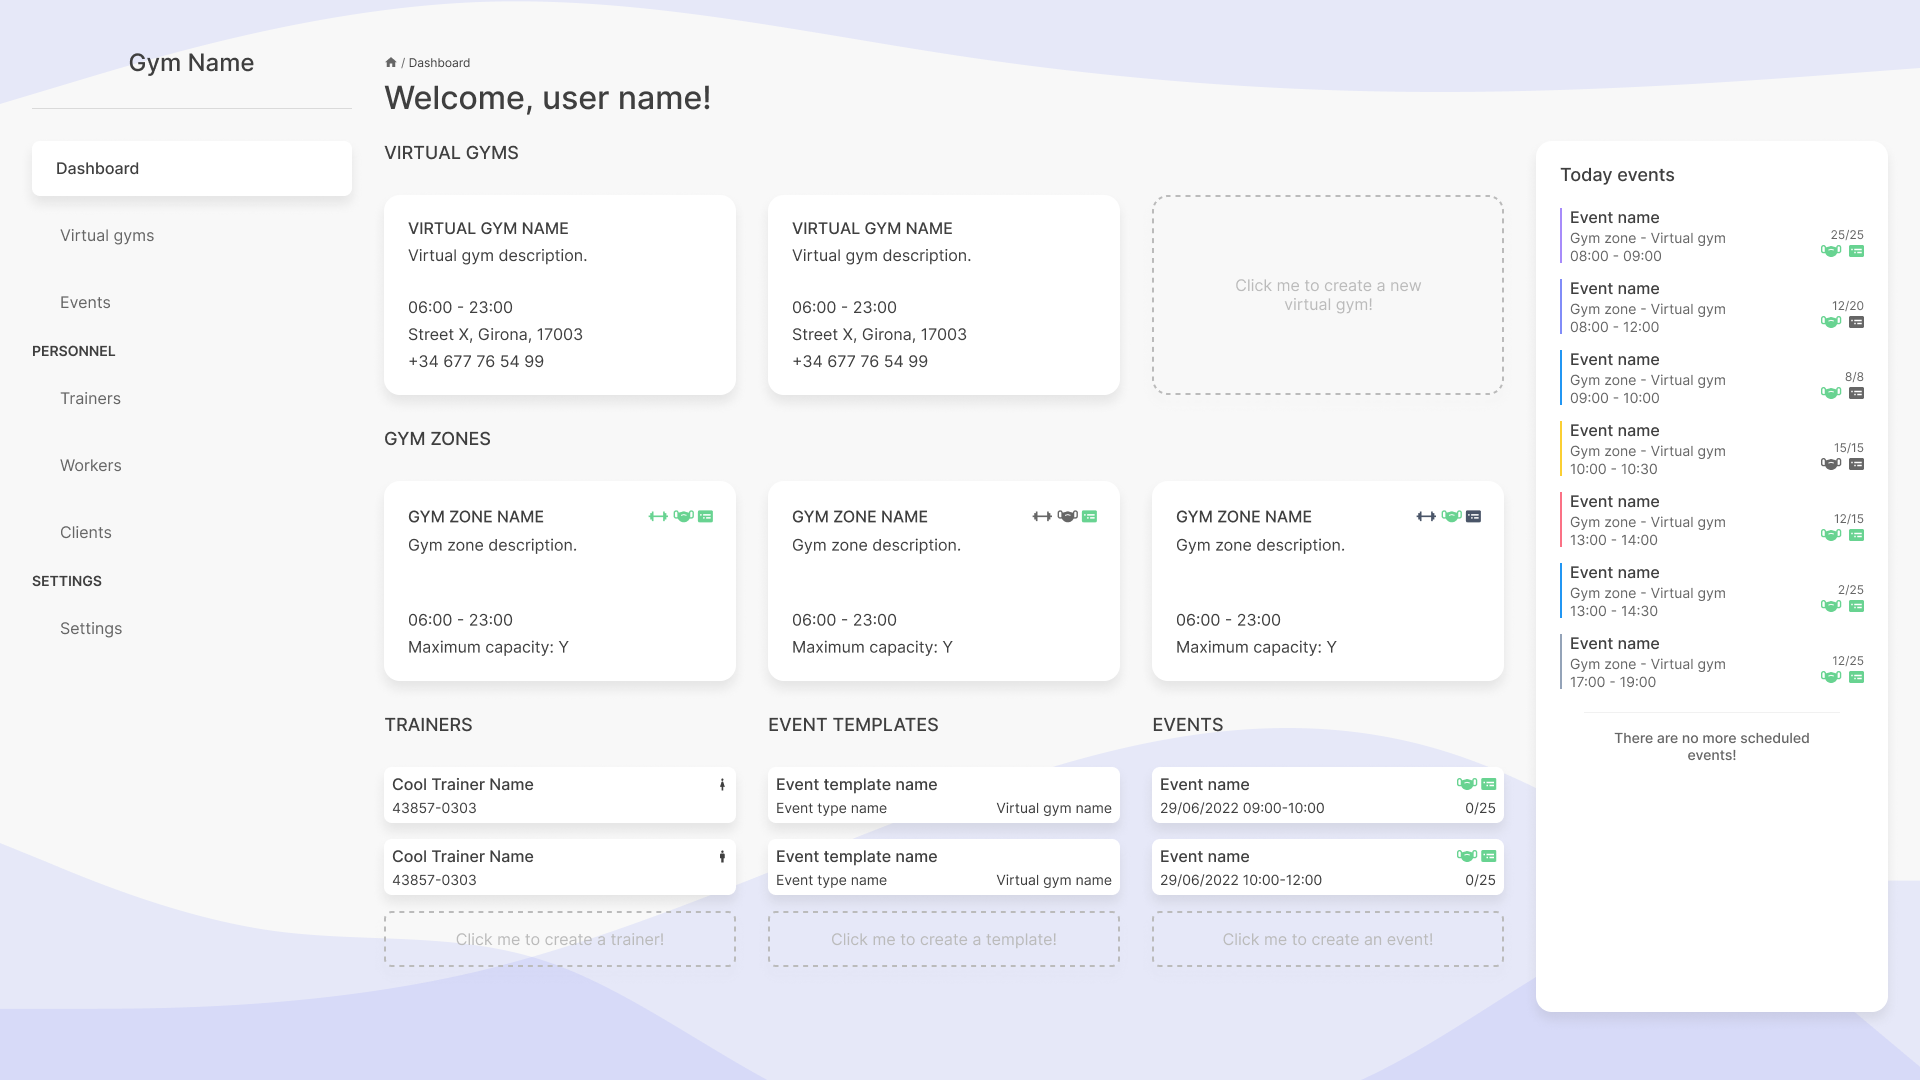 Gym Name
Dashboard
Virtual gyms
Events
PERSONNEL
Trainers
Workers
Clients
SETTINGS
Settings
/ Dashboard
Welcome, user name!
VIRTUAL GYMS
VIRTUAL GYM NAME
Virtual gym description.
06:00 - 23:00
Street X, Girona, 17003
+34 677 76 54 99
VIRTUAL GYM NAME
Virtual gym description.
06:00 - 23:00
Street X, Girona, 17003
+34 677 76 54 99
Click me to create a new
virtual gym!
GYM ZONES
GYM ZONE NAME
Gym zone description.
06:00 - 23:00
Maximum capacity: Y
GYM ZONE NAME
Gym zone description.
06:00 - 23:00
Maximum capacity: Y
GYM ZONE NAME
Gym zone description.
06:00 - 23:00
Maximum capacity: Y
TRAINERS
Cool Trainer Name
43857-0303
Cool Trainer Name
43857-0303
Click me to create a trainer!
EVENT TEMPLATES
Event template name
Event type name Virtual gym name
Event template name
Event type name Virtual gym name
Click me to create a template!
EVENTS
Event name
29/06/2022 09:00-10:00 0/25
Event name
29/06/2022 10:00-12:00 0/25
Click me to create an event!
Today events
Event name
Gym zone - Virtual gym 25/25
08:00 - 09:00
Event name
Gym zone - Virtual gym 12/20
08:00 - 12:00
Event name
Gym zone - Virtual gym 8/8
09:00 - 10:00
Event name
Gym zone - Virtual gym 15/15
10:00 - 10:30
Event name
Gym zone - Virtual gym 12/15
13:00 - 14:00
Event name
Gym zone - Virtual gym 2/25
13:00 - 14:30
Event name
Gym zone - Virtual gym 12/25
17:00 - 19:00
There are no more scheduled
events!